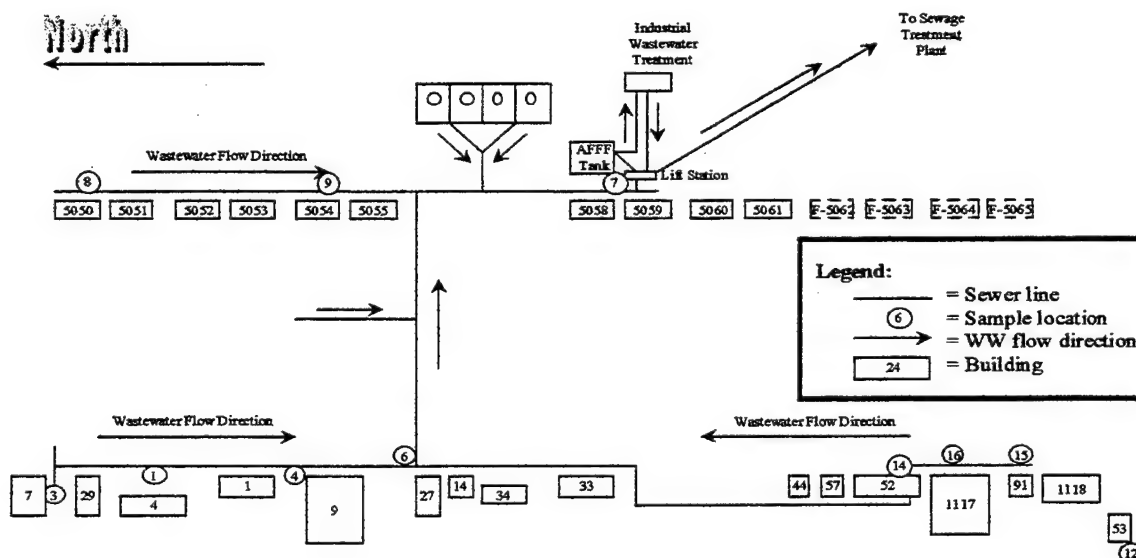 North
Industrial
Wastewater
Treatment
To Sewage
Treatment
Plant
O O O O
AFFF
Tank
Lift Station
Wastewater Flow Direction
8
9
7
5050 5051 5052 5053 5054 5055 5058 5059 5060 5061 F-5062 F-5063 F-5064 F-5065
Legend:
= Sewer line
6 = Sample location
= WW flow direction
24 = Building
Wastewater Flow Direction
Wastewater Flow Direction
6
14 16 15
7 3 29 1 4 1 4 9 27 14 34 33 44 57 52 1117 91 1118
53
12